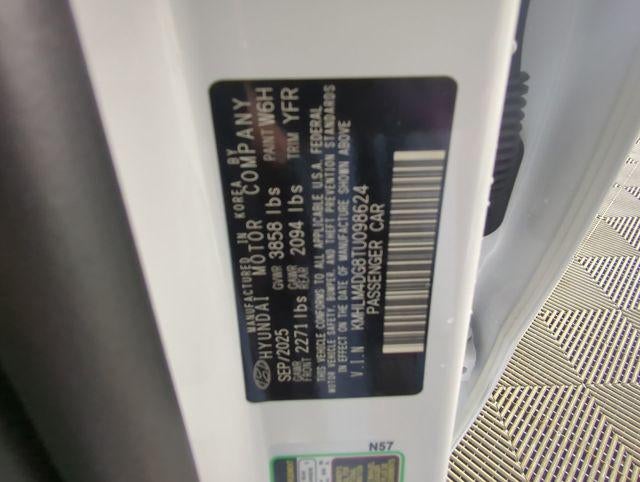 MANUFACTURED IN KOREA BY
HYUNDAI MOTOR COMPANY
SEP/2025 GVWR 3858 lbs PAINT W6H
GAWR FRONT 2271 lbs GAWR REAR 2094 lbs TRIM YFR
THIS VEHICLE CONFORMS TO ALL APPLICABLE U.S.A. FEDERAL
MOTOR VEHICLE SAFETY, BUMPER, AND THEFT PREVENTION STANDARDS
IN EFFECT ON THE DATE OF MANUFACTURE SHOWN ABOVE
V.I.N KMHLM4DG8TU098624
PASSENGER CAR
N57